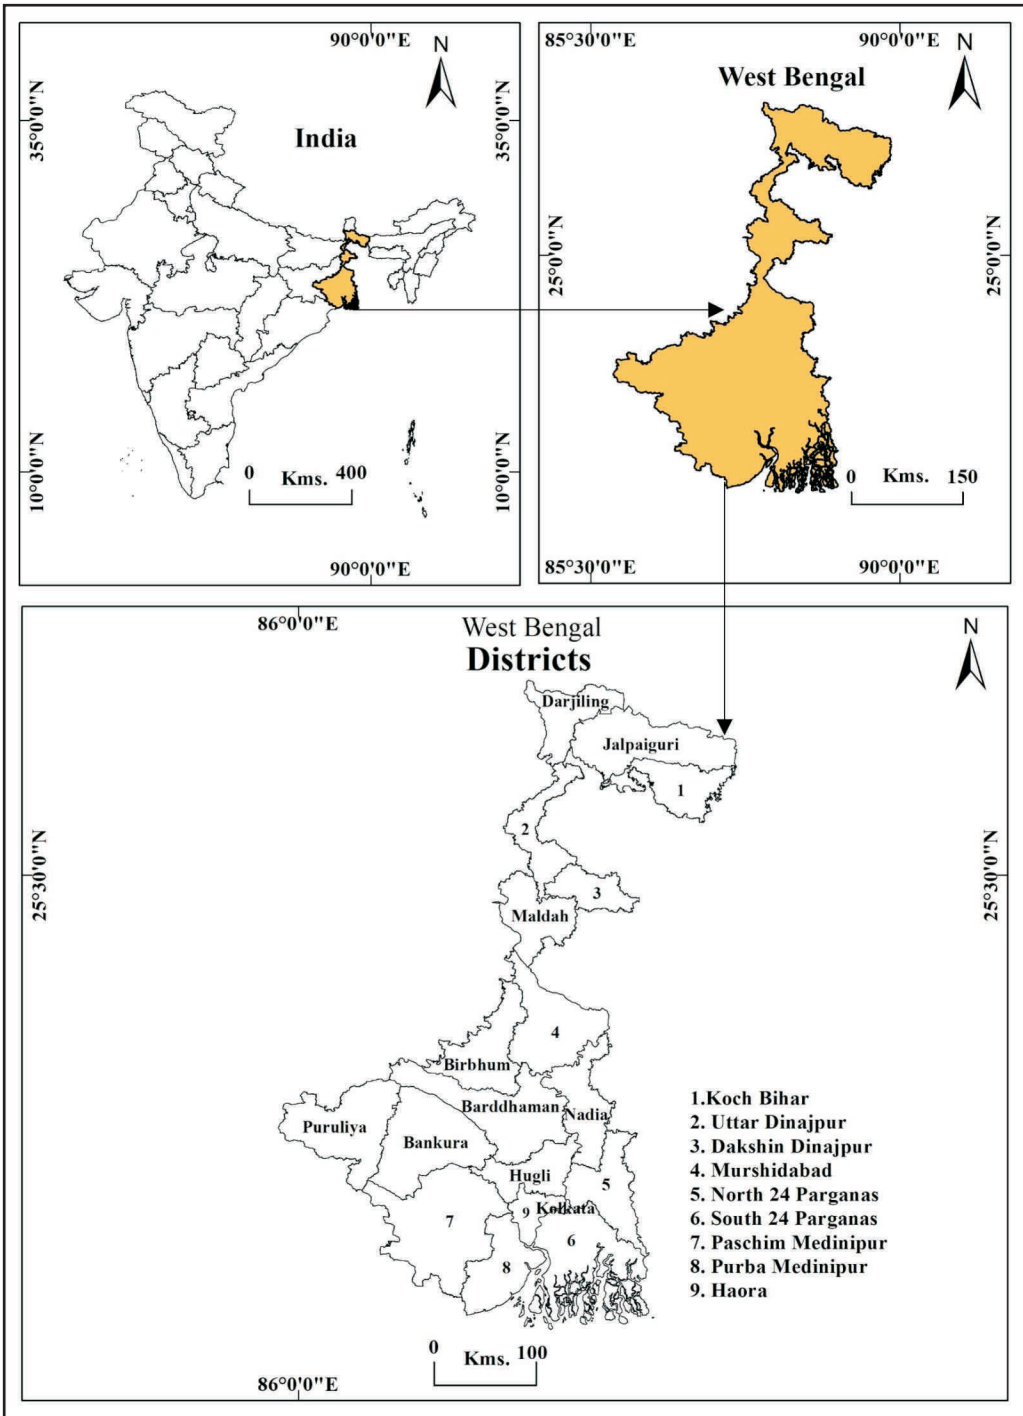 90°0'0"E
N
35°0'0"N
India
35°0'0"N
10°0'0"N
0 Kms. 400
10°0'0"N
90°0'0"E
85°30'0"E
90°0'0"E
N
West Bengal
25°0'0"N
25°0'0"N
0 Kms. 150
85°30'0"E
90°0'0"E
86°0'0"E
West Bengal
Districts
N
Darjiling
Jalpaiguri
1
2
25°30'0"N
25°30'0"N
3
Maldah
4
Birbhum
Barddhaman
Nadia
Puruliya
Bankura
Hugli
5
9
Kolkata
7
6
8
1.Koch Bihar
2. Uttar Dinajpur
3. Dakshin Dinajpur
4. Murshidabad
5. North 24 Parganas
6. South 24 Parganas
7. Paschim Medinipur
8. Purba Medinipur
9. Haora
0 Kms. 100
86°0'0"E